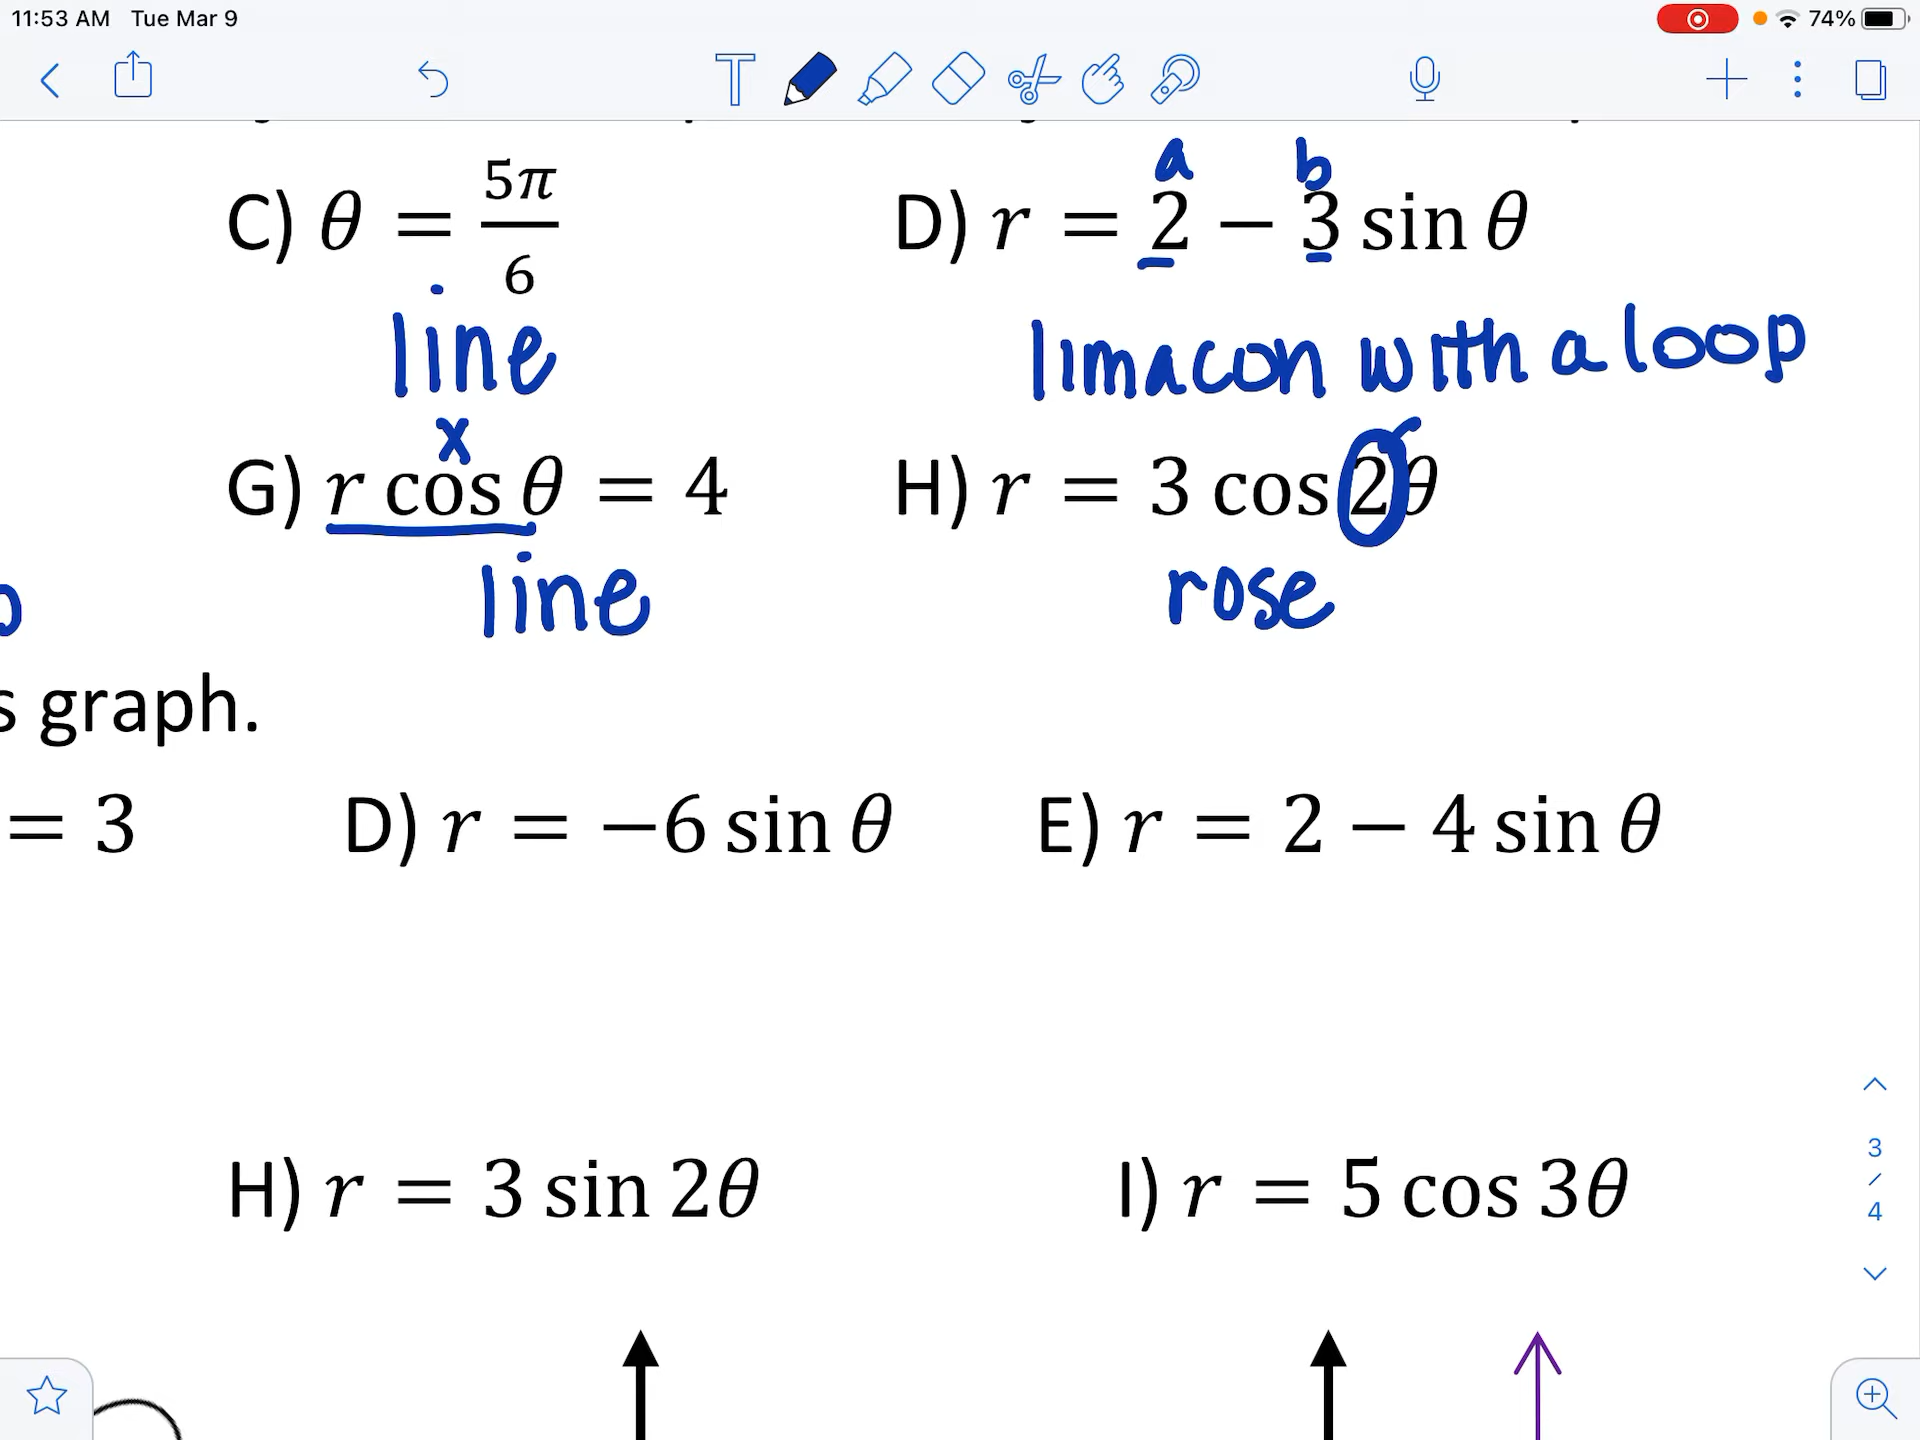 11:53 AM Tue Mar 9 74%
T
a b
C) θ = 5π/6 D) r = 2 − 3 sin θ
line limacon with a loop
x
G) r cos θ = 4 H) r = 3 cos 2θ
line rose
s graph.
= 3 D) r = −6 sin θ E) r = 2 − 4 sin θ
3
/
4
H) r = 3 sin 2θ I) r = 5 cos 3θ